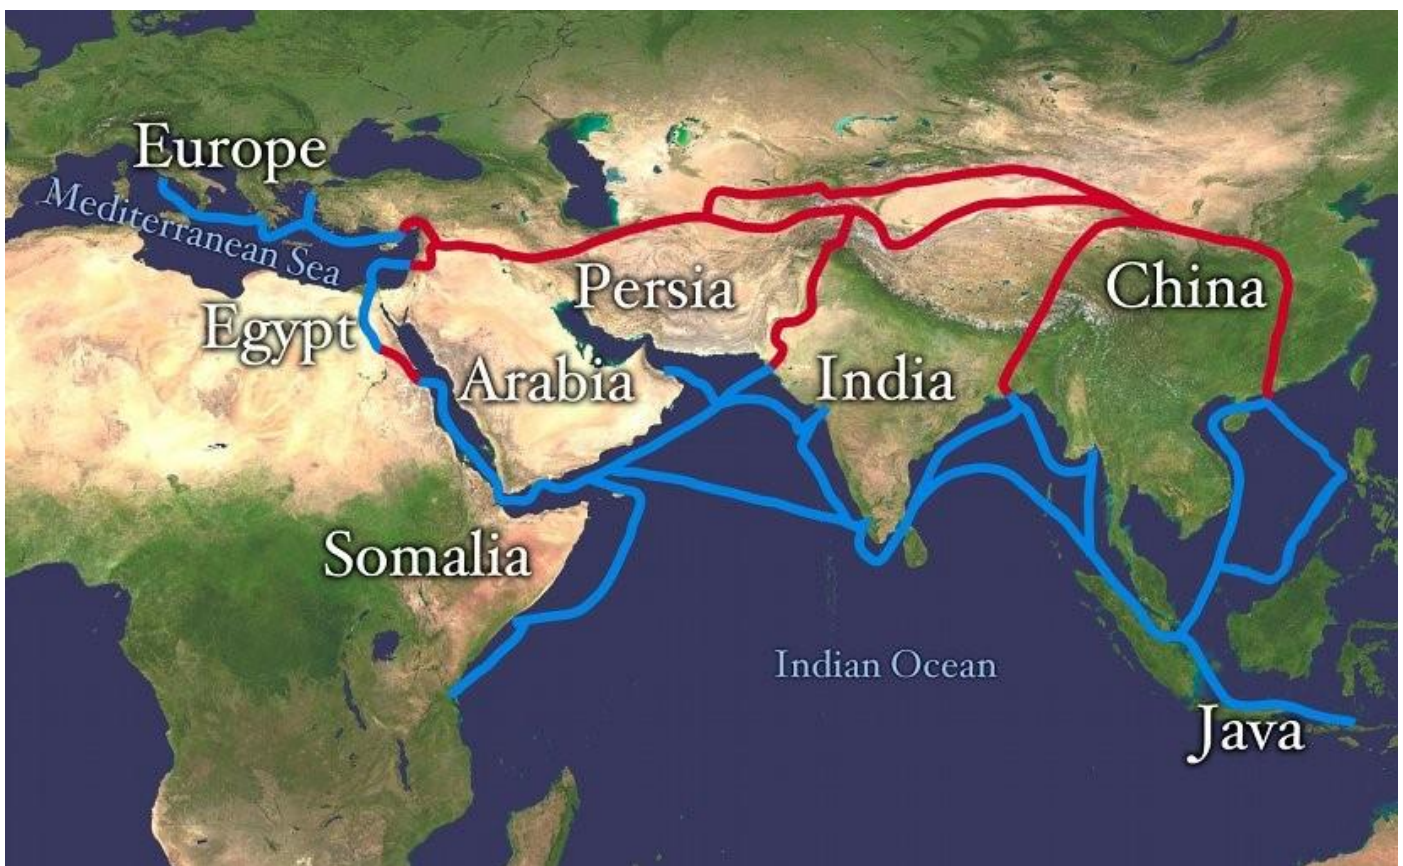 Europe
Mediterranean Sea
Egypt
Persia
China
Arabia
India
Somalia
Indian Ocean
Java